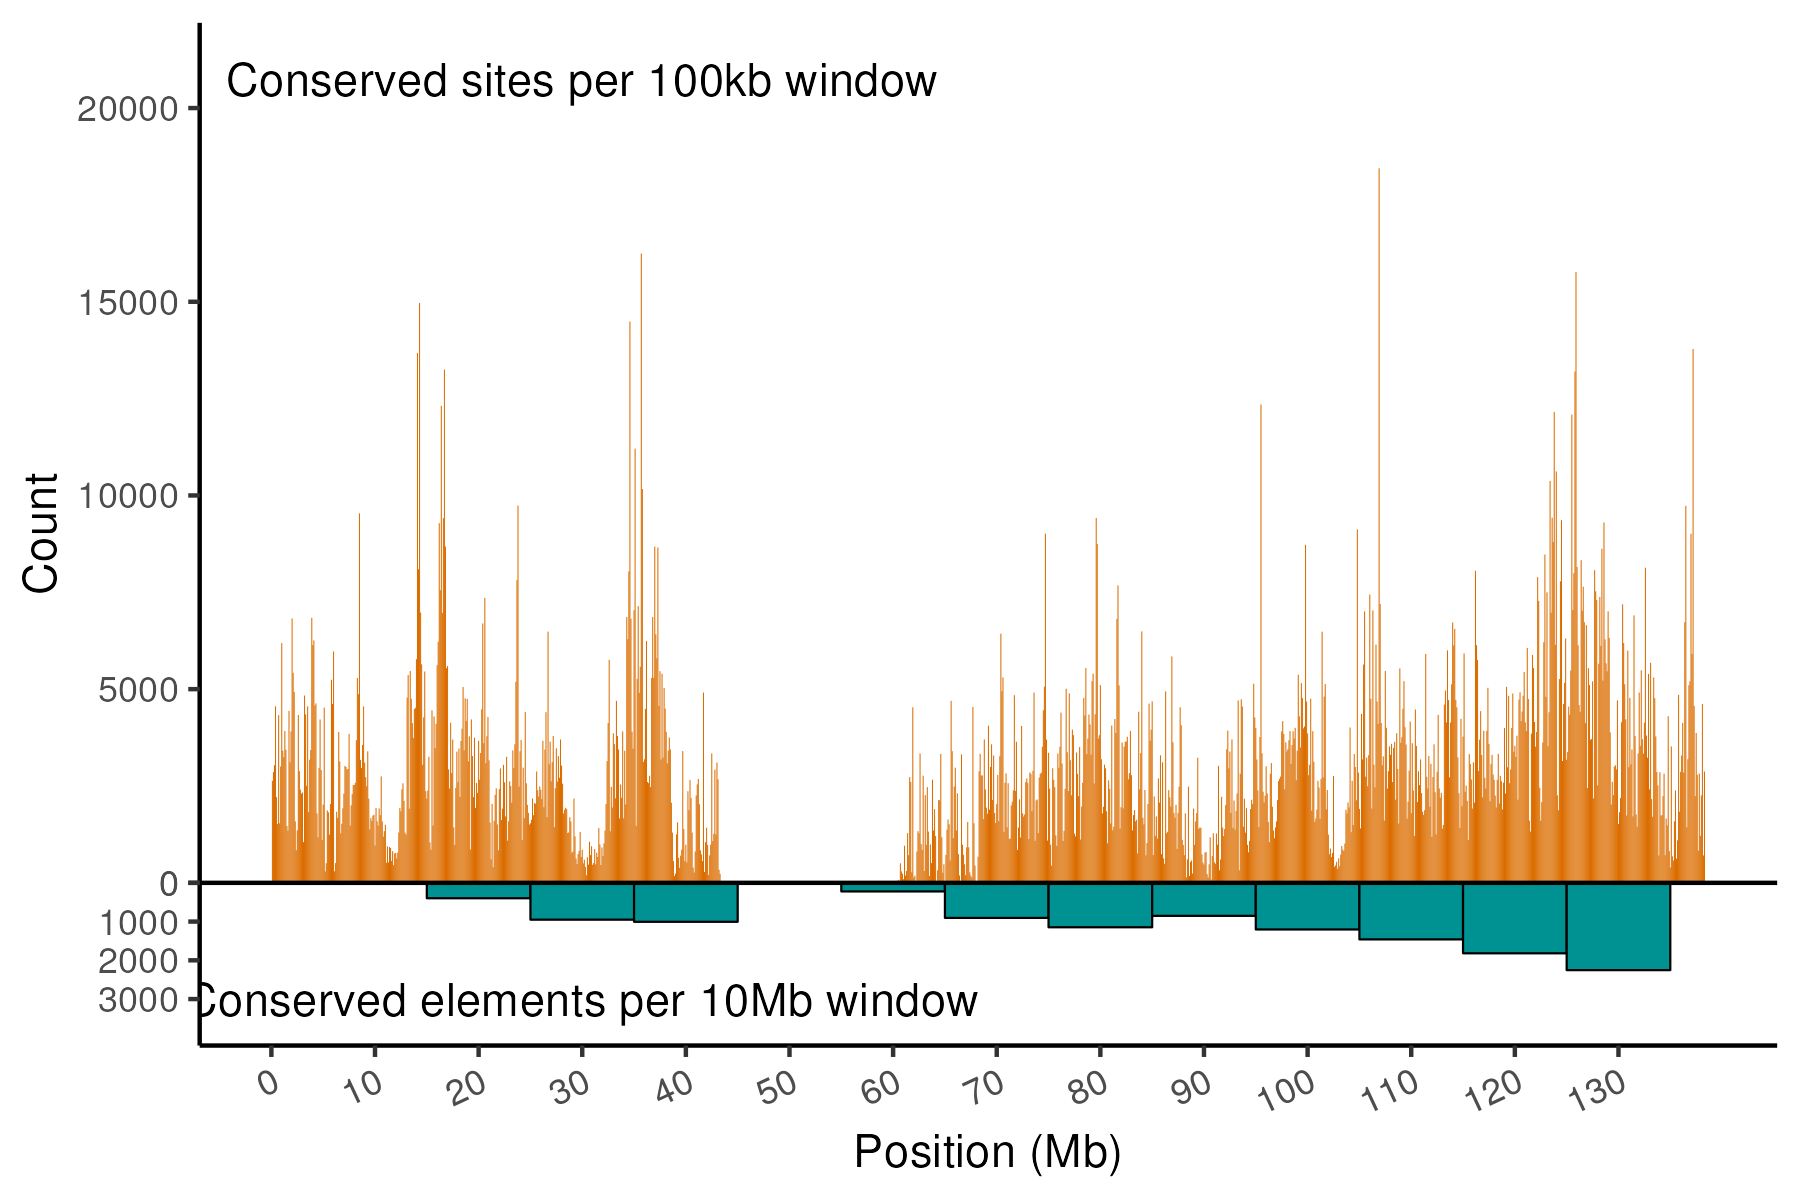 Conserved sites per 100kb window
20000
15000
10000
5000
0
1000
2000
3000
Count
Conserved elements per 10Mb window
0 10 20 30 40 50 60 70 80 90 100 110 120 130
Position (Mb)